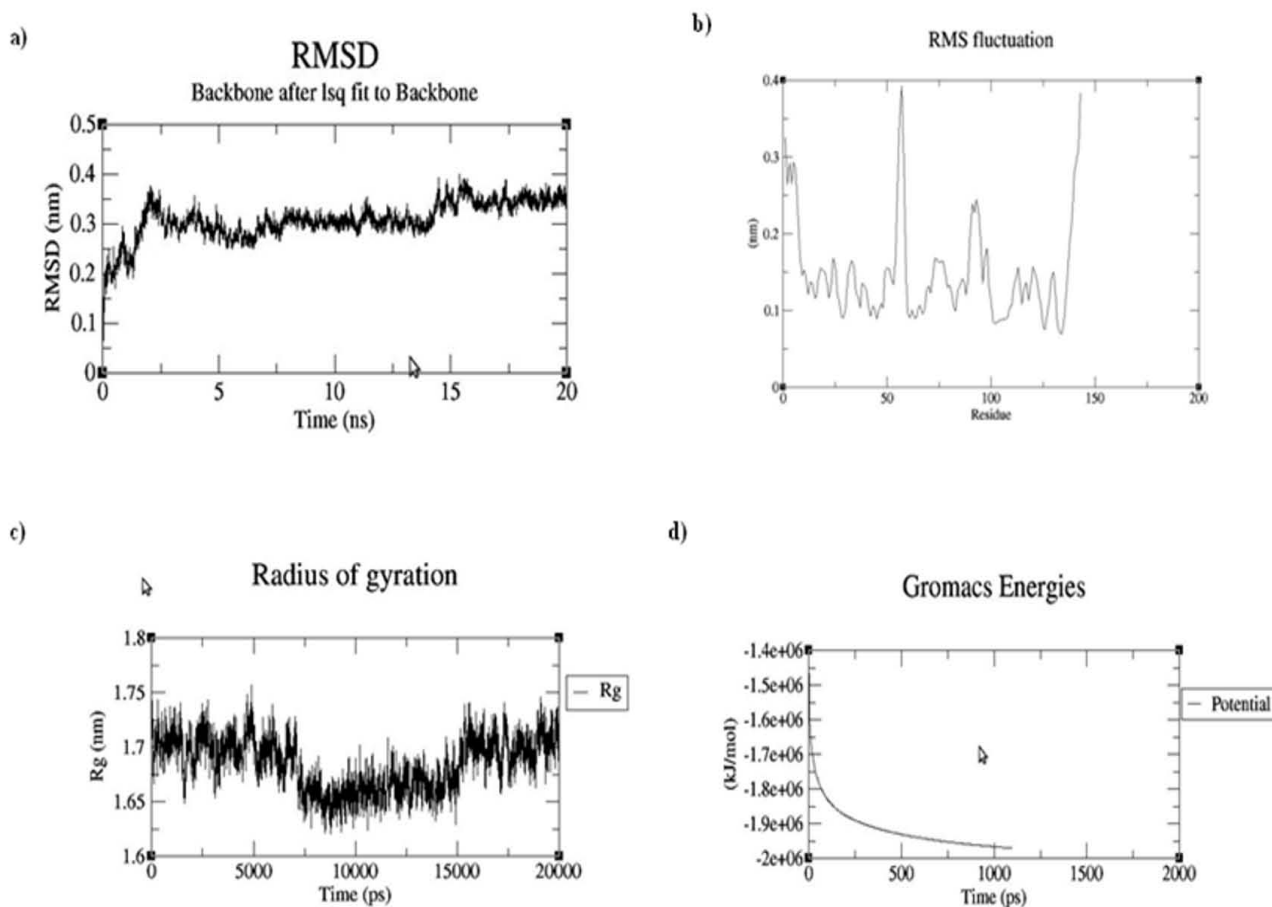 a)
RMSD
Backbone after lsq fit to Backbone
0.5
0.4
0.3
0.2
0.1
0
RMSD (nm)
0 5 10 15 20
Time (ns)
b)
RMS fluctuation
0.4
0.3
0.2
0.1
0
(nm)
0 50 100 150 200
Residue
c)
Radius of gyration
1.8
1.75
1.7
1.65
1.6
Rg (nm)
0 5000 10000 15000 20000
Time (ps)
Rg
d)
Gromacs Energies
-1.4e+06
-1.5e+06
-1.6e+06
-1.7e+06
-1.8e+06
-1.9e+06
-2e+06
(kJ/mol)
0 500 1000 1500 2000
Time (ps)
Potential